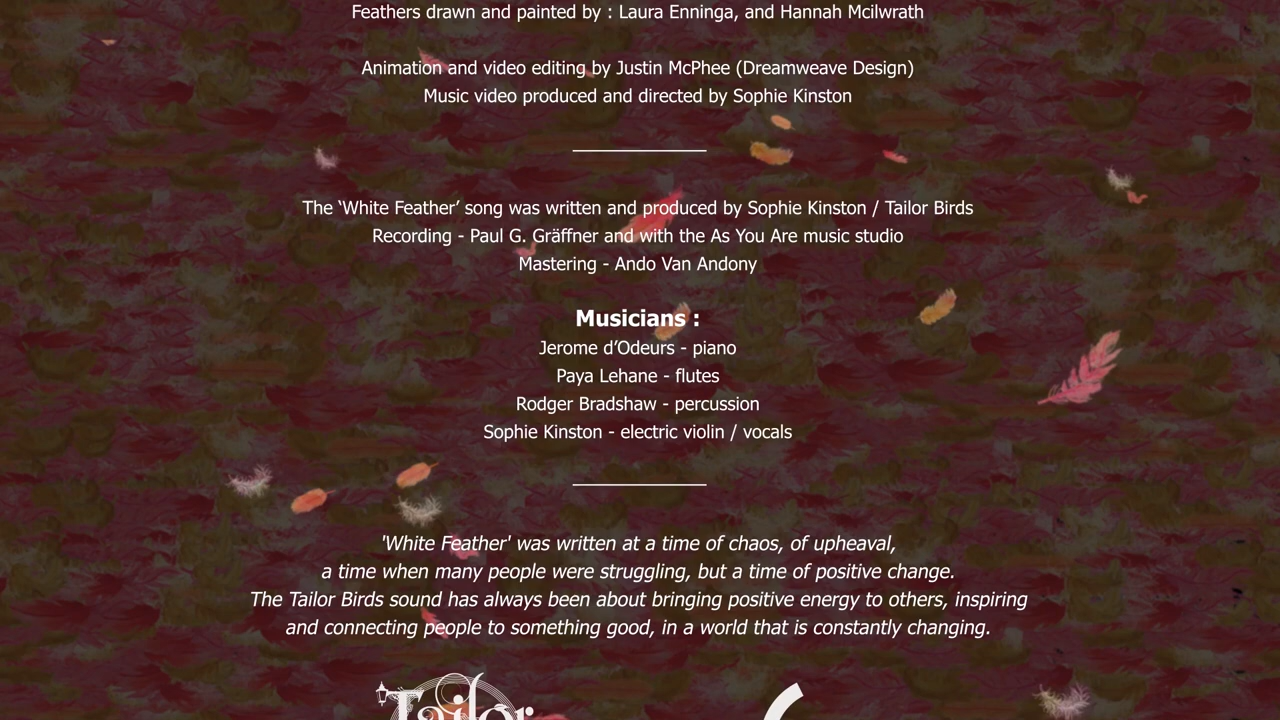 Feathers drawn and painted by : Laura Enninga, and Hannah Mcilwrath
Animation and video editing by Justin McPhee (Dreamweave Design)
Music video produced and directed by Sophie Kinston
The ‘White Feather’ song was written and produced by Sophie Kinston / Tailor Birds
Recording - Paul G. Gräffner and with the As You Are music studio
Mastering - Ando Van Andony
Musicians :
Jerome d’Odeurs - piano
Paya Lehane - flutes
Rodger Bradshaw - percussion
Sophie Kinston - electric violin / vocals
'White Feather' was written at a time of chaos, of upheaval,
a time when many people were struggling, but a time of positive change.
The Tailor Birds sound has always been about bringing positive energy to others, inspiring
and connecting people to something good, in a world that is constantly changing.
Tailor